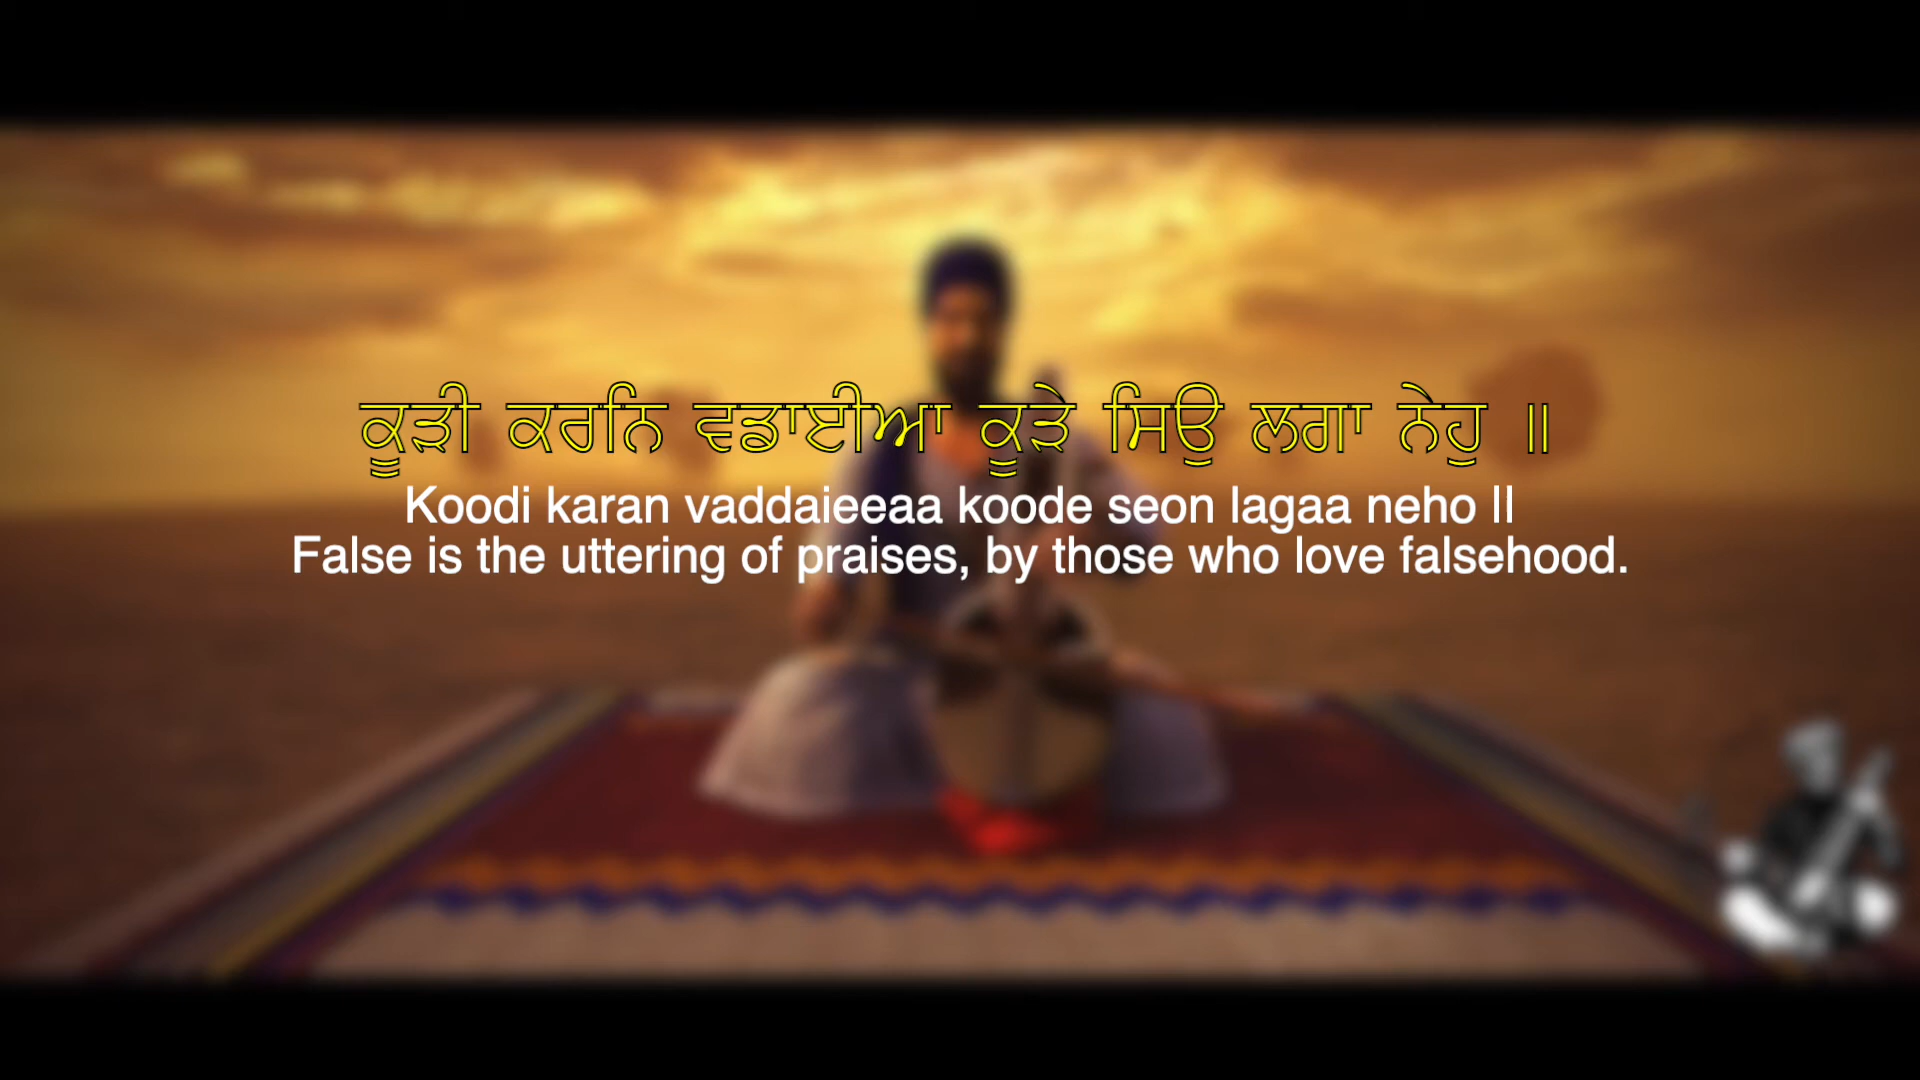 ਕੂੜੀ ਕਰਨਿ ਵਡਾਈਆ ਕੂੜੇ ਸਿਉ ਲਗਾ ਨੇਹੁ ॥
Koodi karan vaddaieeaa koode seon lagaa neho ||
False is the uttering of praises, by those who love falsehood.